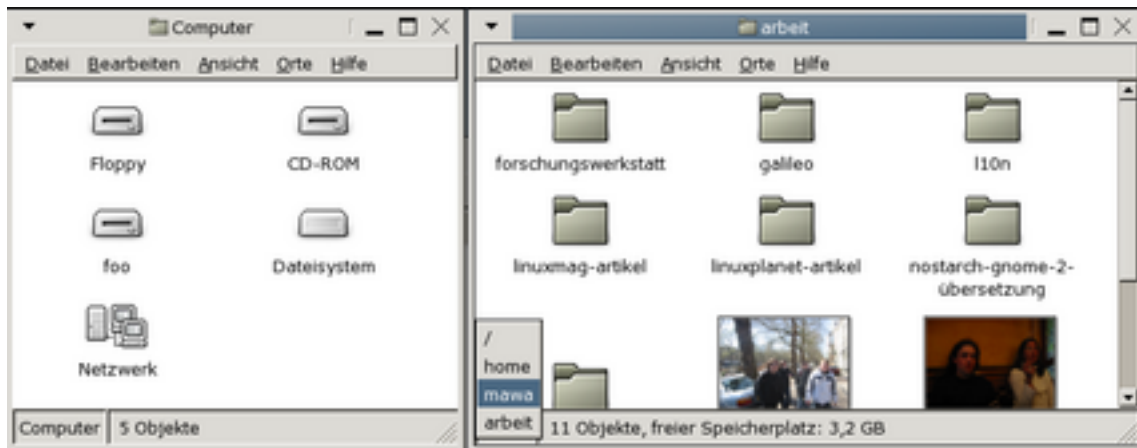 Computer
Datei Bearbeiten Ansicht Orte Hilfe
Floppy
CD-ROM
foo
Dateisystem
Netzwerk
Computer
5 Objekte
arbeit
Datei Bearbeiten Ansicht Orte Hilfe
forschungswerkstatt
galileo
l10n
linuxmag-artikel
linuxplanet-artikel
nostarch-gnome-2-
übersetzung
/
home
mawa
arbeit
11 Objekte, freier Speicherplatz: 3,2 GB